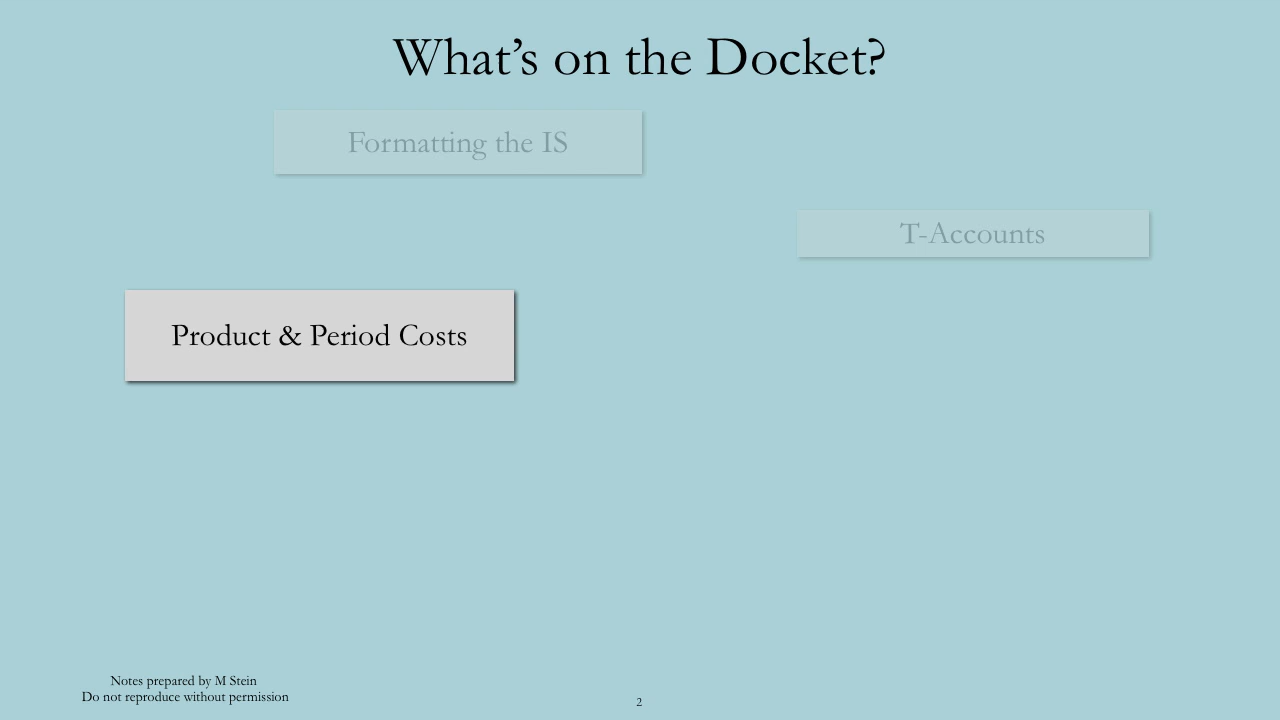 What’s on the Docket?
Formatting the IS
T-Accounts
Product & Period Costs
Notes prepared by M Stein
Do not reproduce without permission
2